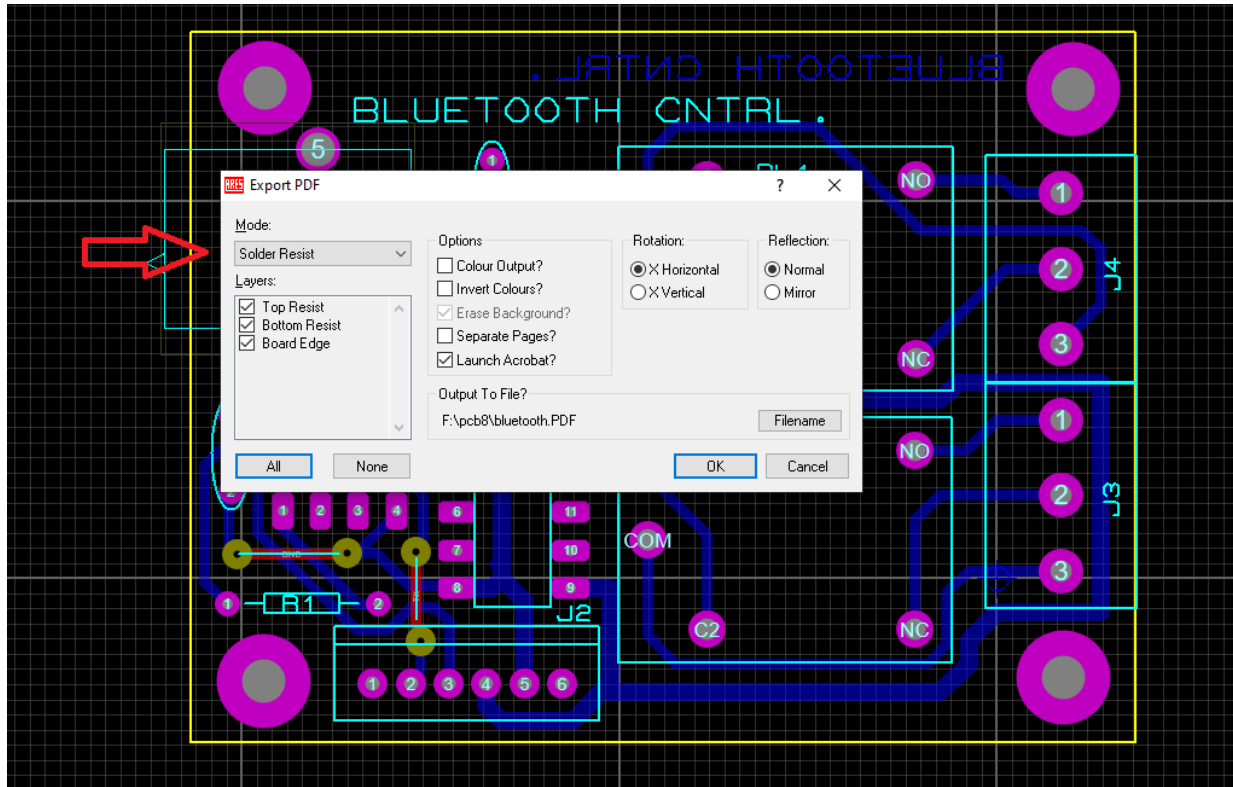 BLUETOOTH CNTRL.
BLUETOOTH CNTRL.
5
1
NO
1
ARES Export PDF ? X
Mode:
Solder Resist
Layers:
Top Resist
Bottom Resist
Board Edge
All
None
Options
Colour Output?
Invert Colours?
Erase Background?
Separate Pages?
Launch Acrobat?
Rotation:
X Horizontal
X Vertical
Reflection:
Normal
Mirror
Output To File?
F:\pcb8\bluetooth.PDF
Filename
OK
Cancel
2
J4
NC
3
NO
1
2
J3
3
1 2 3 4
6 11
7 10
8 9
COM
GND
1 R1 2
J2
C2
NC
1 2 3 4 5 6